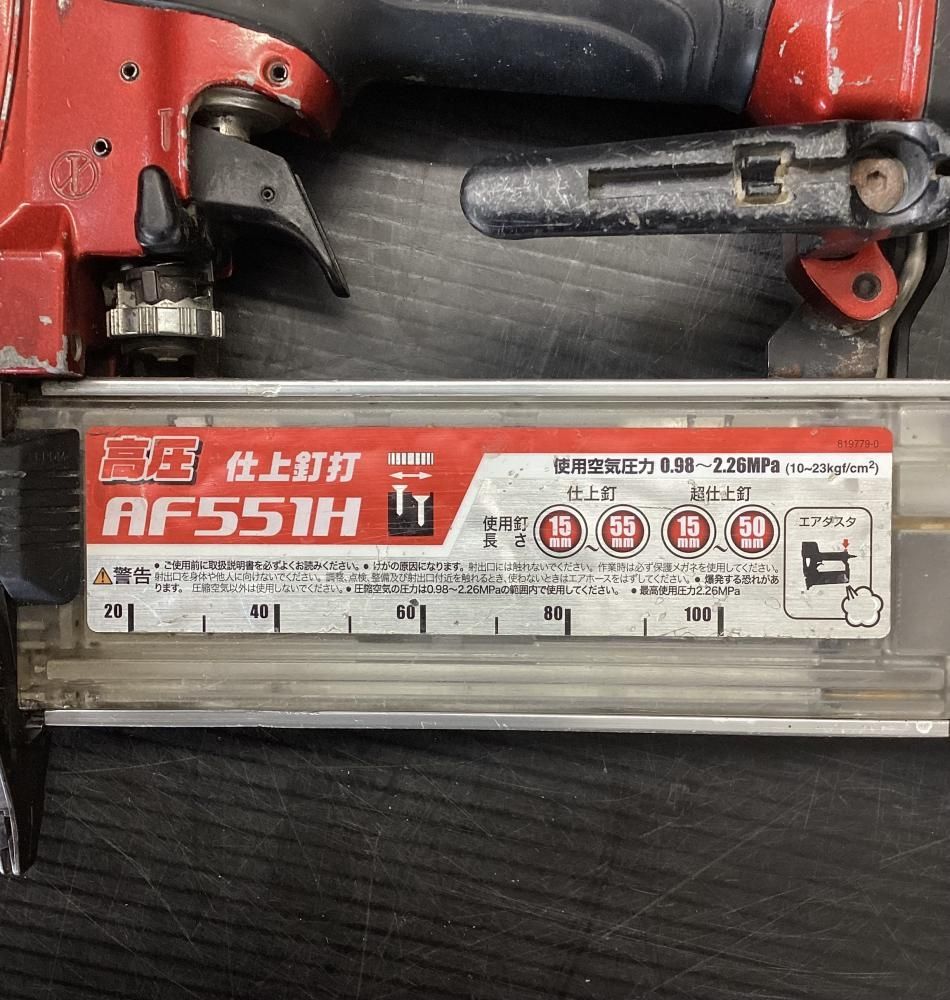 819779-0
高圧 仕上釘打
AF551H
使用空気圧力 0.98～2.26MPa (10~23kgf/cm²)
仕上釘 超仕上釘
使用釘長さ 15mm～55mm 15mm～50mm
エアダスタ
⚠警告
● ご使用前に取扱説明書を必ずよくお読みください。● けがの原因になります。射出口には触れないでください。作業時は必ず保護メガネを使用してください。
射出口を身体や他人に向けないでください。調整、点検、整備及び射出口付近を触れるとき、使わないときはエアホースをはずしてください。● 爆発する恐れがあ
ります。圧縮空気以外は使用しないでください。● 圧縮空気の圧力は0.98～2.26MPaの範囲内で使用してください。● 最高使用圧力2.26MPa
20 40 60 80 100